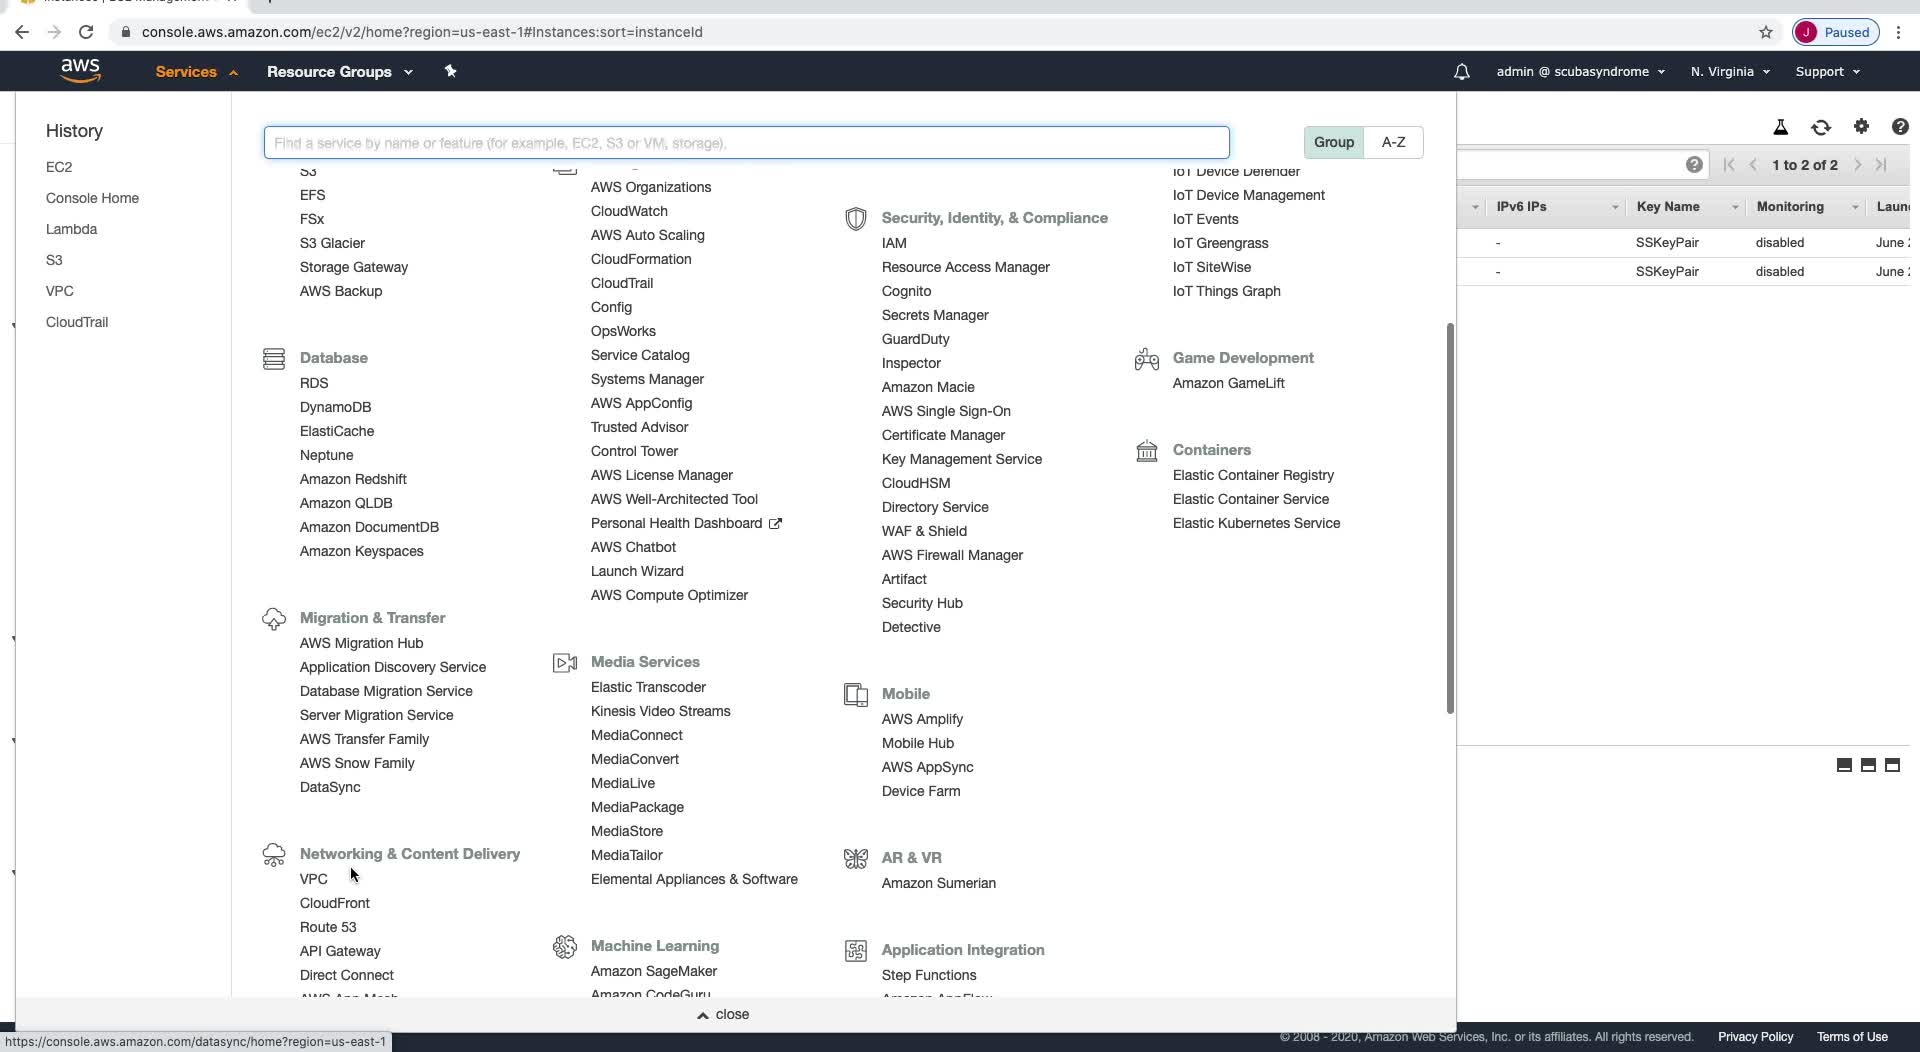 console.aws.amazon.com/ec2/v2/home?region=us-east-1#Instances:sort=instanceId
J
Paused
aws
Services
Resource Groups
admin @ scubasyndrome
N. Virginia
Support
History
EC2
Console Home
Lambda
S3
VPC
CloudTrail
Find a service by name or feature (for example, EC2, S3 or VM, storage).
Group
A-Z
S3
EFS
FSx
S3 Glacier
Storage Gateway
AWS Backup
Database
RDS
DynamoDB
ElastiCache
Neptune
Amazon Redshift
Amazon QLDB
Amazon DocumentDB
Amazon Keyspaces
Migration & Transfer
AWS Migration Hub
Application Discovery Service
Database Migration Service
Server Migration Service
AWS Transfer Family
AWS Snow Family
DataSync
Networking & Content Delivery
VPC
CloudFront
Route 53
API Gateway
Direct Connect
AWS App Mesh
AWS Organizations
CloudWatch
AWS Auto Scaling
CloudFormation
CloudTrail
Config
OpsWorks
Service Catalog
Systems Manager
AWS AppConfig
Trusted Advisor
Control Tower
AWS License Manager
AWS Well-Architected Tool
Personal Health Dashboard
AWS Chatbot
Launch Wizard
AWS Compute Optimizer
Media Services
Elastic Transcoder
Kinesis Video Streams
MediaConnect
MediaConvert
MediaLive
MediaPackage
MediaStore
MediaTailor
Elemental Appliances & Software
Machine Learning
Amazon SageMaker
Amazon CodeGuru
Security, Identity, & Compliance
IAM
Resource Access Manager
Cognito
Secrets Manager
GuardDuty
Inspector
Amazon Macie
AWS Single Sign-On
Certificate Manager
Key Management Service
CloudHSM
Directory Service
WAF & Shield
AWS Firewall Manager
Artifact
Security Hub
Detective
Mobile
AWS Amplify
Mobile Hub
AWS AppSync
Device Farm
AR & VR
Amazon Sumerian
Application Integration
Step Functions
Amazon AppFlow
IoT Device Defender
IoT Device Management
IoT Events
IoT Greengrass
IoT SiteWise
IoT Things Graph
Game Development
Amazon GameLift
Containers
Elastic Container Registry
Elastic Container Service
Elastic Kubernetes Service
close
1 to 2 of 2
IPv6 IPs
Key Name
Monitoring
Laun
-
SSKeyPair
disabled
June 2
-
SSKeyPair
disabled
June 2
https://console.aws.amazon.com/datasync/home?region=us-east-1
© 2008 - 2020, Amazon Web Services, Inc. or its affiliates. All rights reserved.
Privacy Policy
Terms of Use